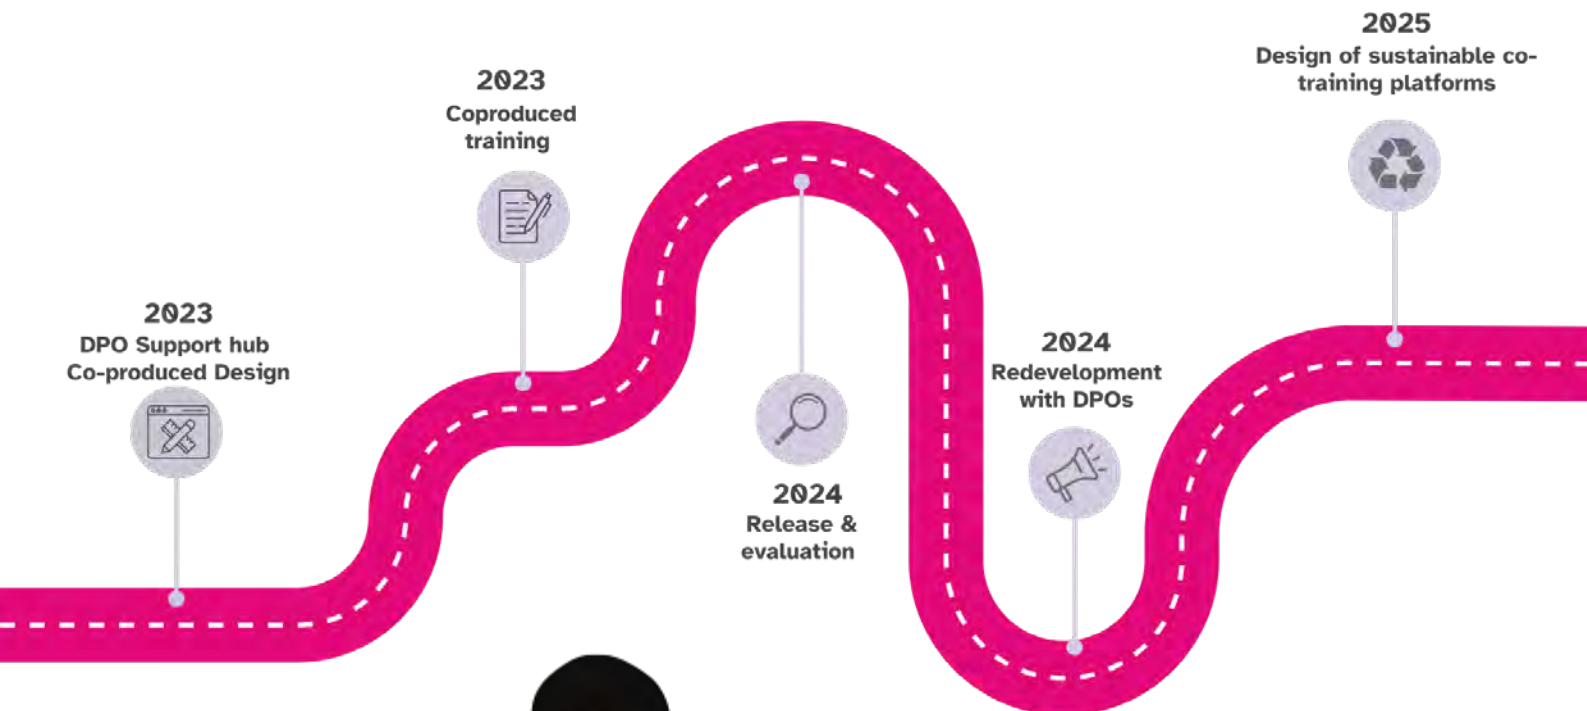 2023
DPO Support hub
Co-produced Design
2023
Coproduced
training
2024
Release &
evaluation
2024
Redevelopment
with DPOs
2025
Design of sustainable co-
training platforms